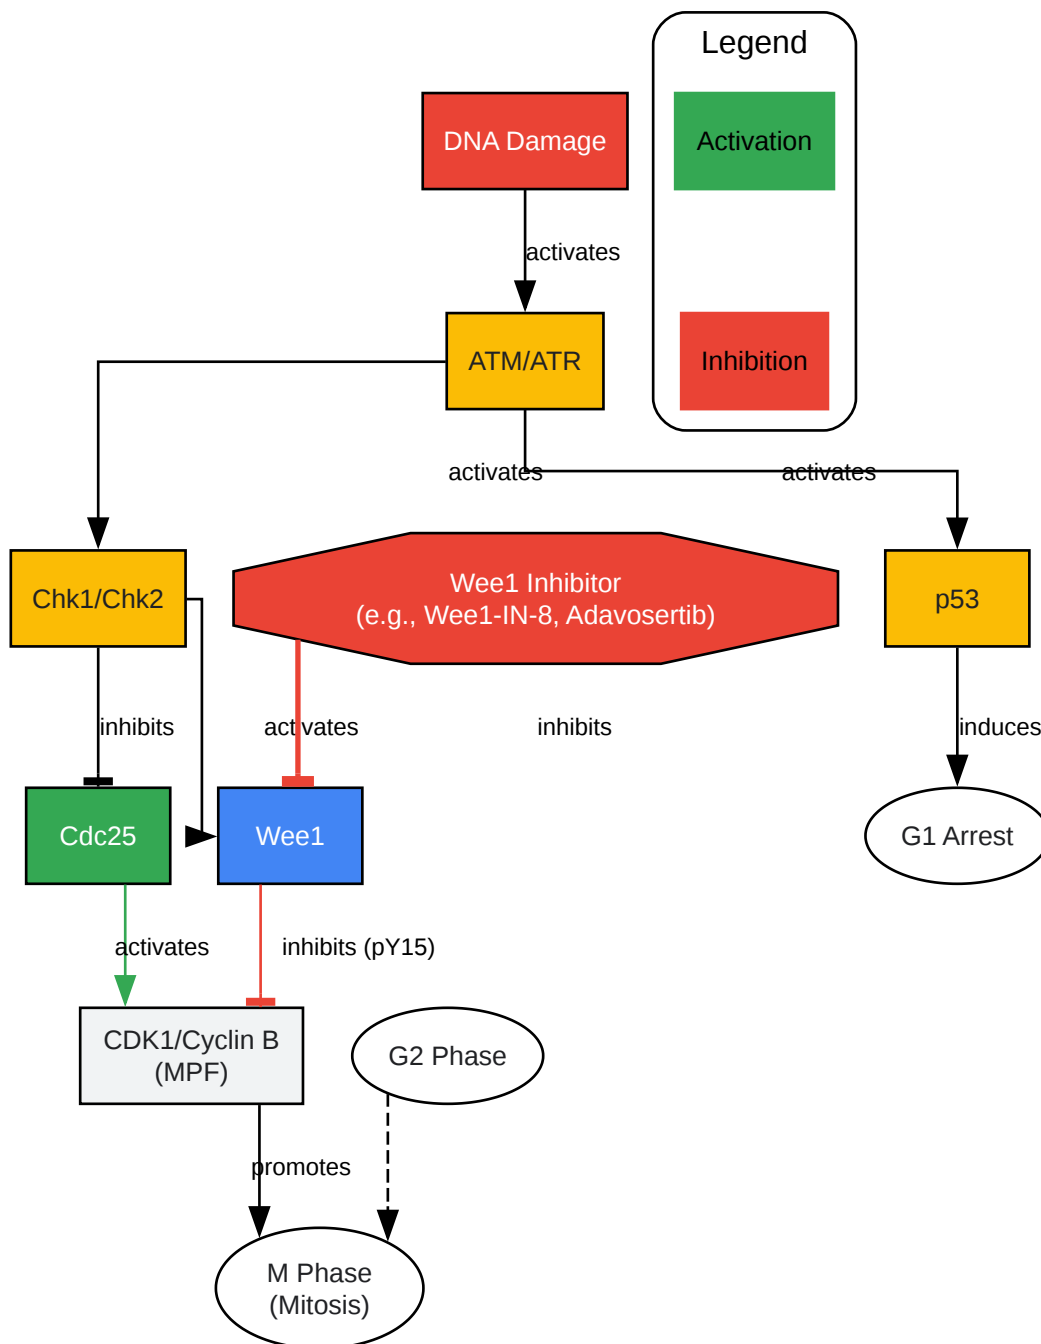 Legend
DNA Damage
Activation
activates
ATM/ATR
Inhibition
activates
activates
Chk1/Chk2
Wee1 Inhibitor
(e.g., Wee1-IN-8, Adavosertib)
p53
inhibits
activates
inhibits
induces
Cdc25
Wee1
G1 Arrest
activates
inhibits (pY15)
CDK1/Cyclin B
(MPF)
G2 Phase
promotes
M Phase
(Mitosis)